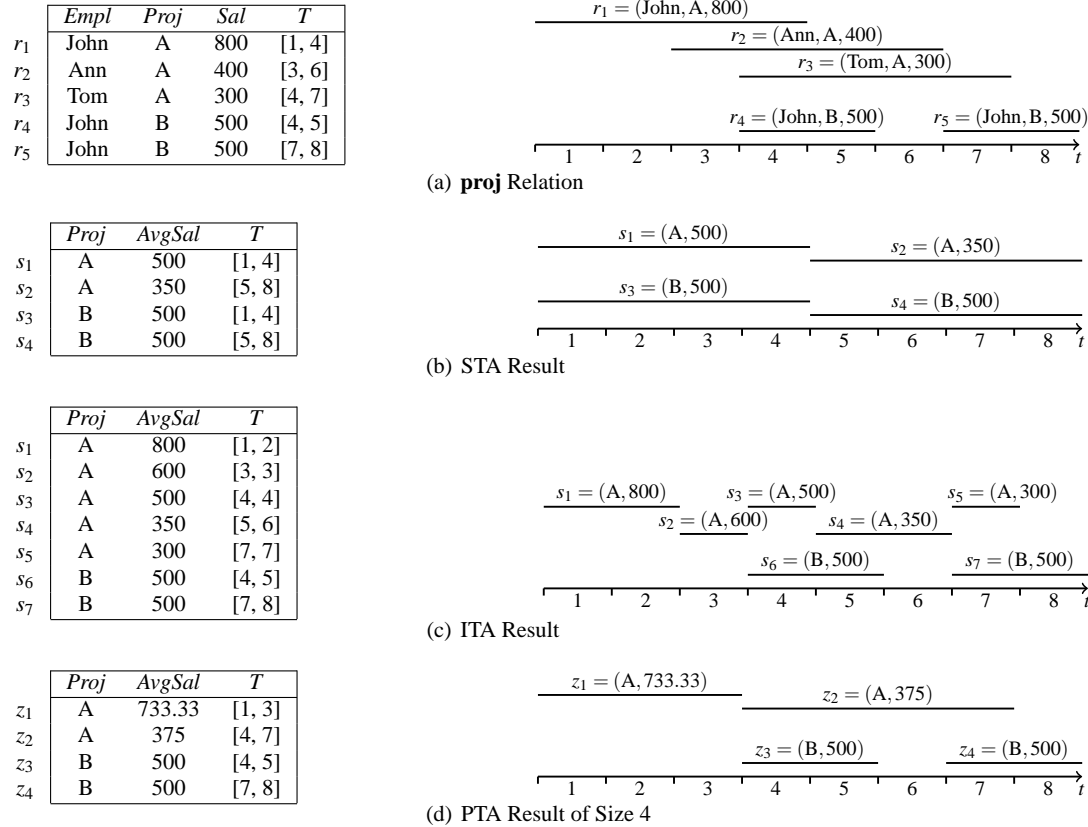 Empl Proj Sal T
r1 John A 800 [1, 4]
r2 Ann A 400 [3, 6]
r3 Tom A 300 [4, 7]
r4 John B 500 [4, 5]
r5 John B 500 [7, 8]
r1 = (John, A, 800)
r2 = (Ann, A, 400)
r3 = (Tom, A, 300)
r4 = (John, B, 500) r5 = (John, B, 500)
1 2 3 4 5 6 7 8 t
(a) proj Relation
Proj AvgSal T
s1 A 500 [1, 4]
s2 A 350 [5, 8]
s3 B 500 [1, 4]
s4 B 500 [5, 8]
s1 = (A, 500)
s2 = (A, 350)
s3 = (B, 500)
s4 = (B, 500)
1 2 3 4 5 6 7 8 t
(b) STA Result
Proj AvgSal T
s1 A 800 [1, 2]
s2 A 600 [3, 3]
s3 A 500 [4, 4]
s4 A 350 [5, 6]
s5 A 300 [7, 7]
s6 B 500 [4, 5]
s7 B 500 [7, 8]
s1 = (A, 800) s3 = (A, 500) s5 = (A, 300)
s2 = (A, 600) s4 = (A, 350)
s6 = (B, 500) s7 = (B, 500)
1 2 3 4 5 6 7 8 t
(c) ITA Result
Proj AvgSal T
z1 A 733.33 [1, 3]
z2 A 375 [4, 7]
z3 B 500 [4, 5]
z4 B 500 [7, 8]
z1 = (A, 733.33)
z2 = (A, 375)
z3 = (B, 500) z4 = (B, 500)
1 2 3 4 5 6 7 8 t
(d) PTA Result of Size 4